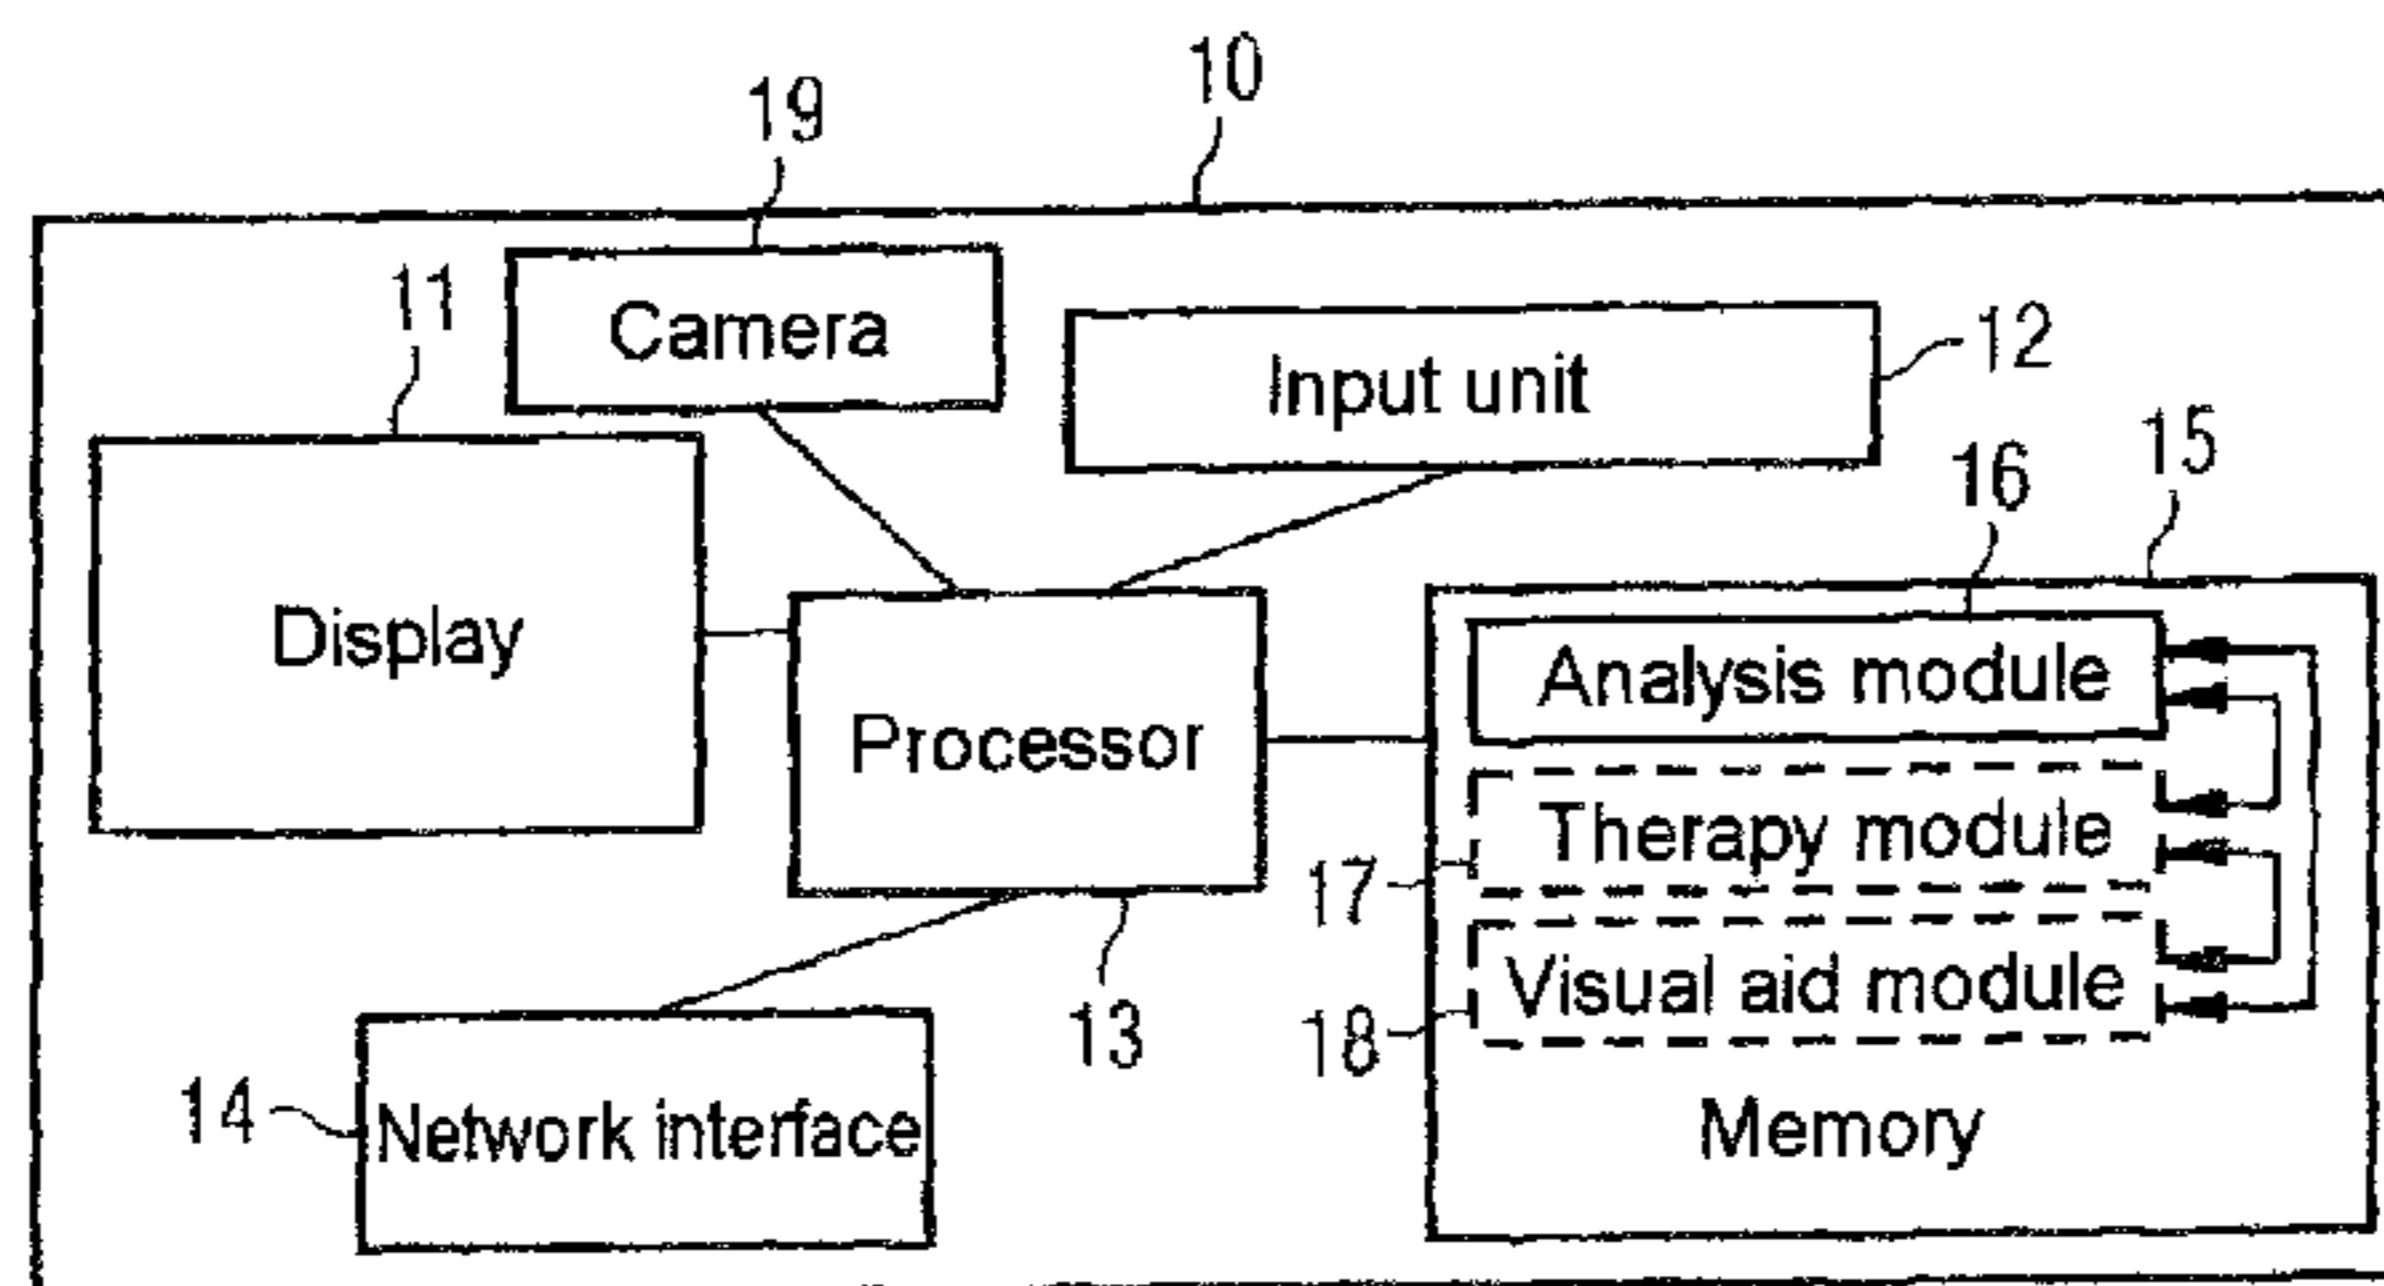 10
19
11
Camera
12
Input unit
15
16
Display
Analysis module
Processor
Therapy module
17
Visual aid module
18
13
14
Network interface
Memory